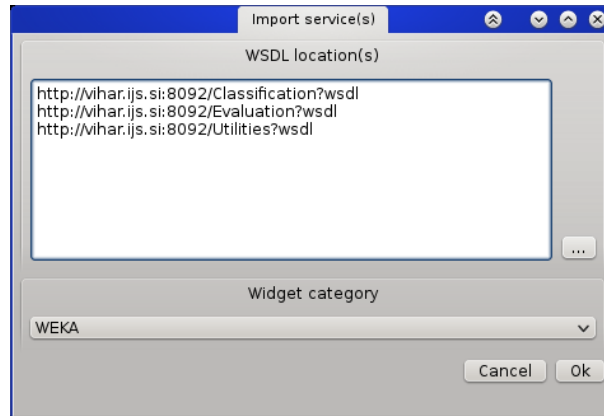 Import service(s)
WSDL location(s)
http://vihar.ijs.si:8092/Classification?wsdl
http://vihar.ijs.si:8092/Evaluation?wsdl
http://vihar.ijs.si:8092/Utilities?wsdl
...
Widget category
WEKA
Cancel Ok